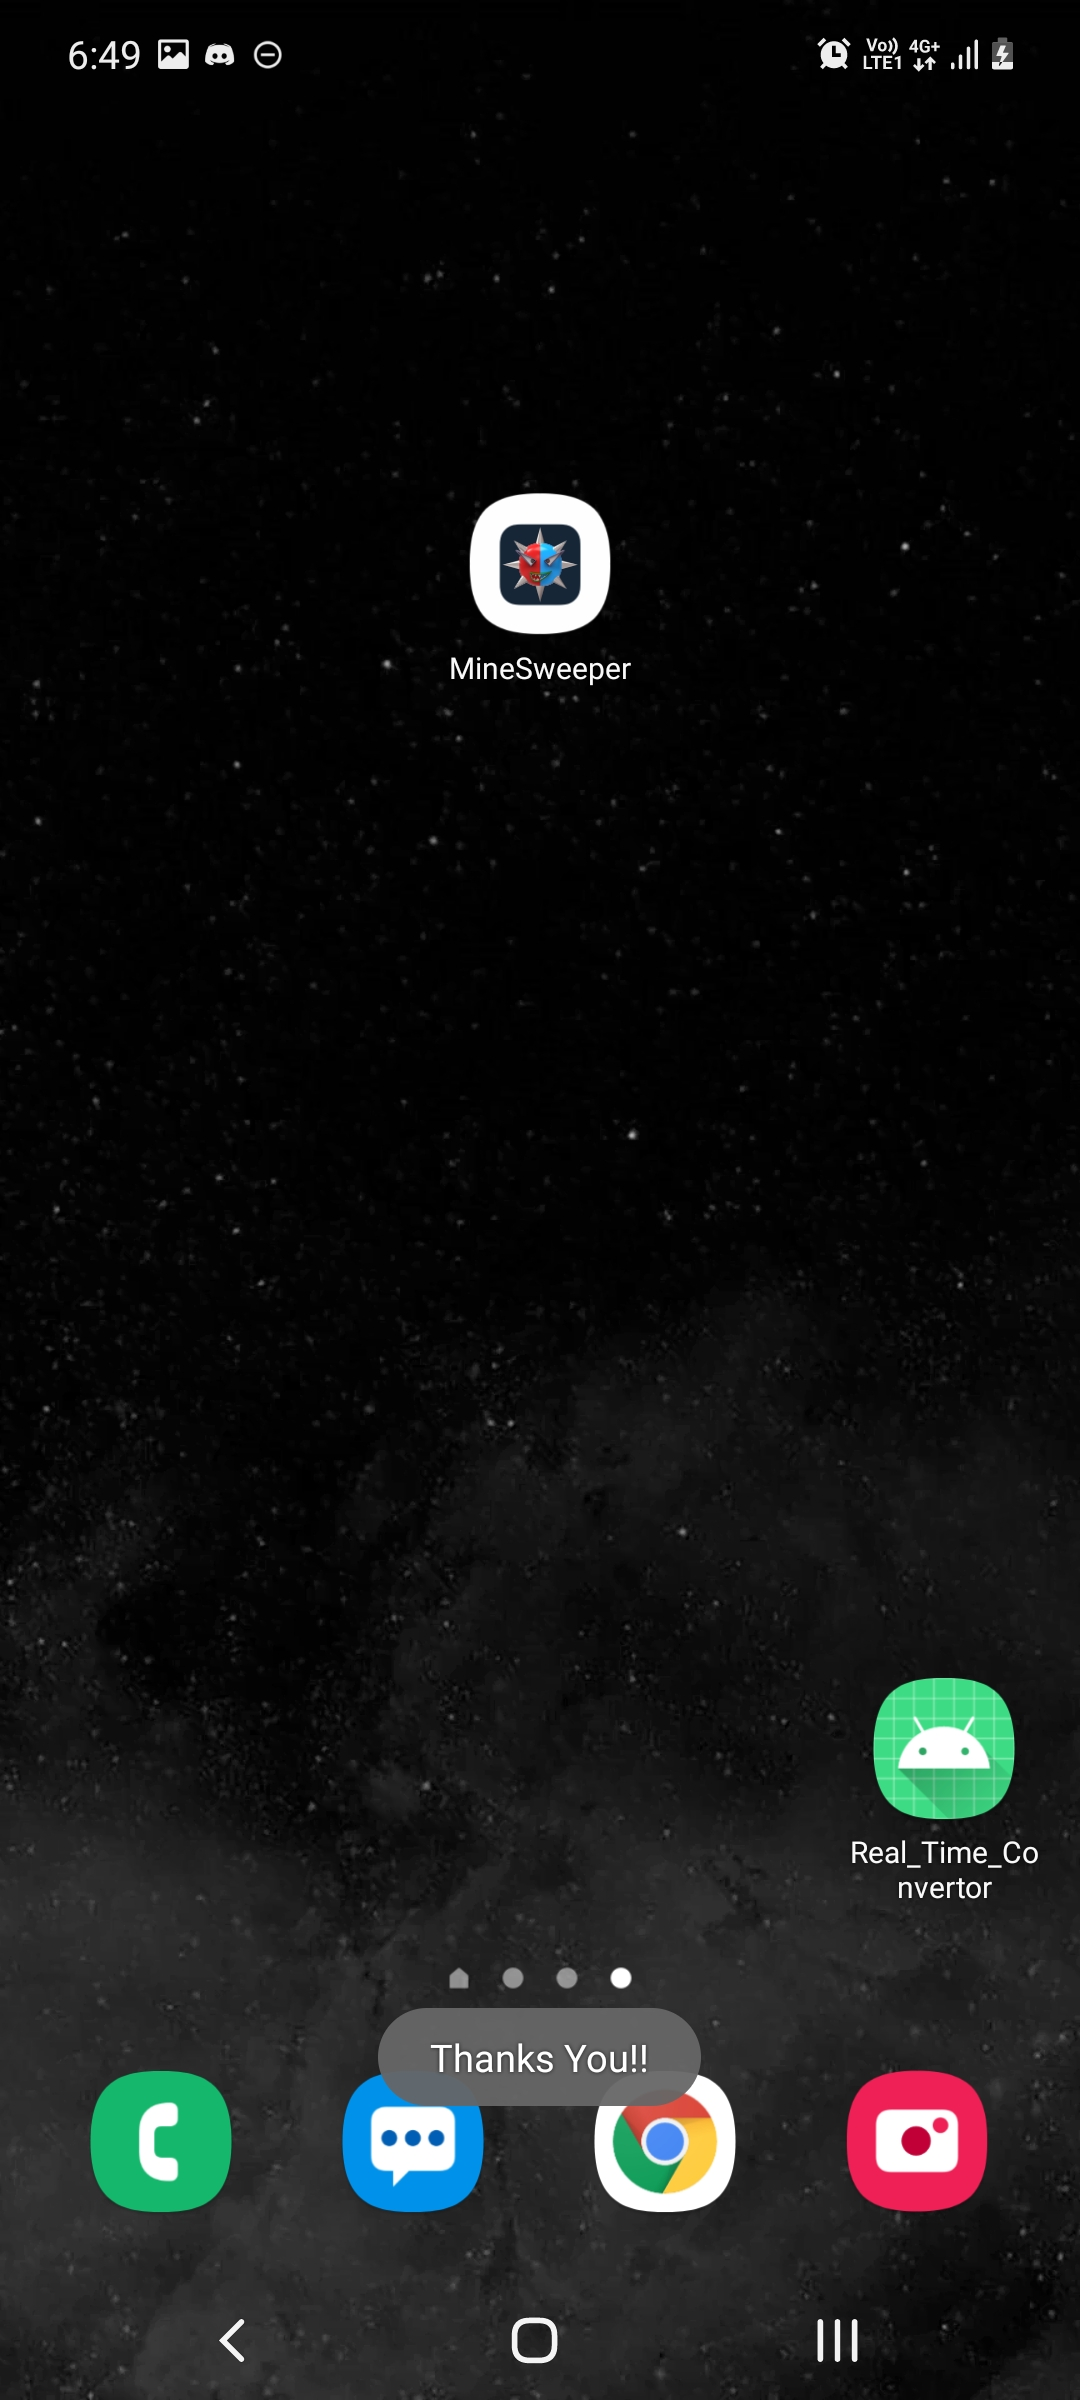 6:49
Vo)) 4G+
LTE1
MineSweeper
Real_Time_Co
nvertor
Thanks You!!